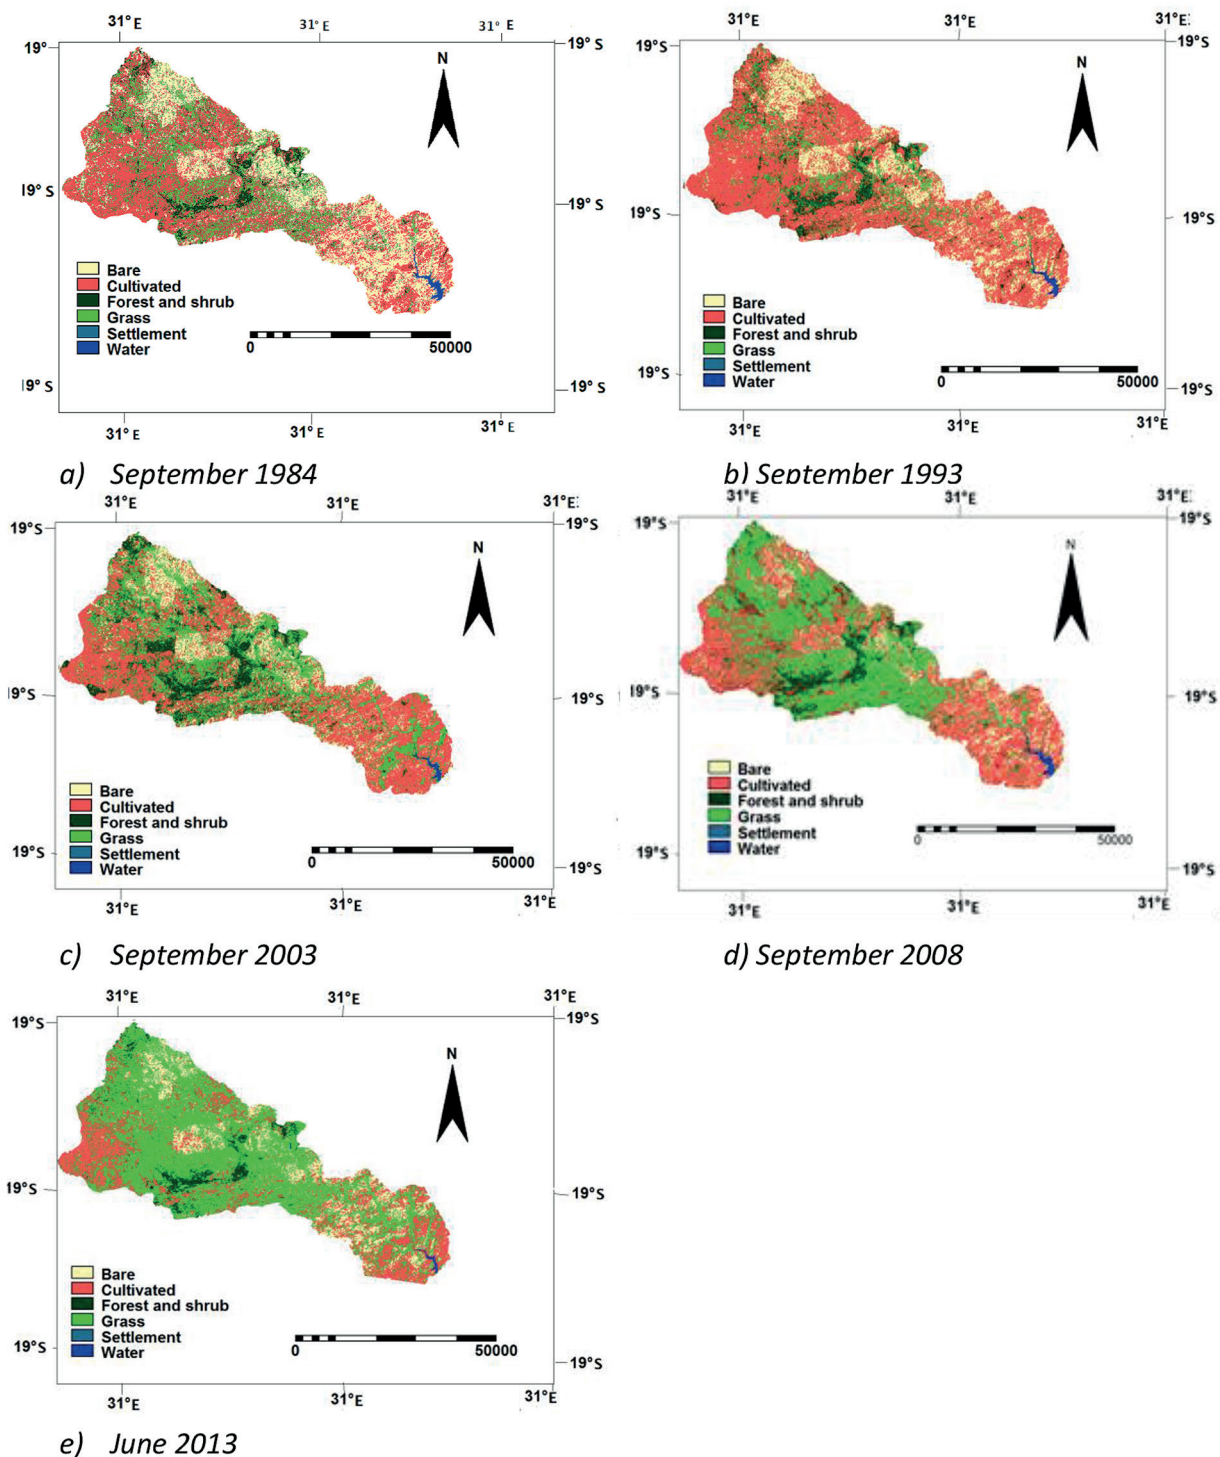 31°E 31°E 31°E
19° 19°S
N
19°S
19°S
Bare
Cultivated
Forest and shrub
Grass
Settlement
Water
0 50000
19°S
19°S
31°E 31°E 31°E
a) September 1984
31°E 31°E 31°E:
19°S 19°S
N
19°S
19°S
Bare
Cultivated
Forest and shrub
Grass
Settlement
Water
0 50000
19°S
19°S
31°E 31°E 31°E
b) September 1993
31°E 31°E 31°E:
19°S 19°S
N
19°S
19°S
Bare
Cultivated
Forest and shrub
Grass
Settlement
Water
0 50000
19°S
19°S
31°E 31°E 31°E
c) September 2003
31°E 31°E 31°E:
19°S 19°S
N
19°S
19°S
Bare
Cultivated
Forest and shrub
Grass
Settlement
Water
0 50000
19°S
19°S
31°E 31°E 31°E
d) September 2008
31°E 31°E 31°E
19°S 19°S
N
19°S
19°S
Bare
Cultivated
Forest and shrub
Grass
Settlement
Water
0 50000
19°S
19°S
31°E 31°E 31°E
e) June 2013